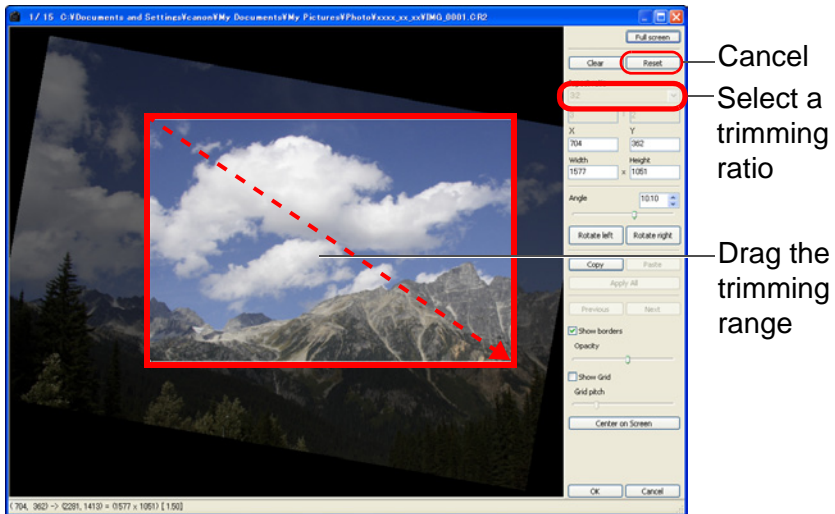 1/ 15 C:¥Documents and Settings¥canon¥My Documents¥My Pictures¥Photo¥xxxx_xx_xx¥IMG_0001.CR2
Full screen
Clear Reset
Cancel
3:2
Select a
trimming
ratio
X Y
704 362
Width Height
1577 x 1051
Angle 10.10
Rotate left Rotate right
Copy Paste
Drag the
trimming
range
Apply All
Previous Next
Show borders
Opacity
Show Grid
Grid pitch
Center on Screen
OK Cancel
( 704, 362) -> (2281, 1413) = (1577 x 1051) [ 1.50]